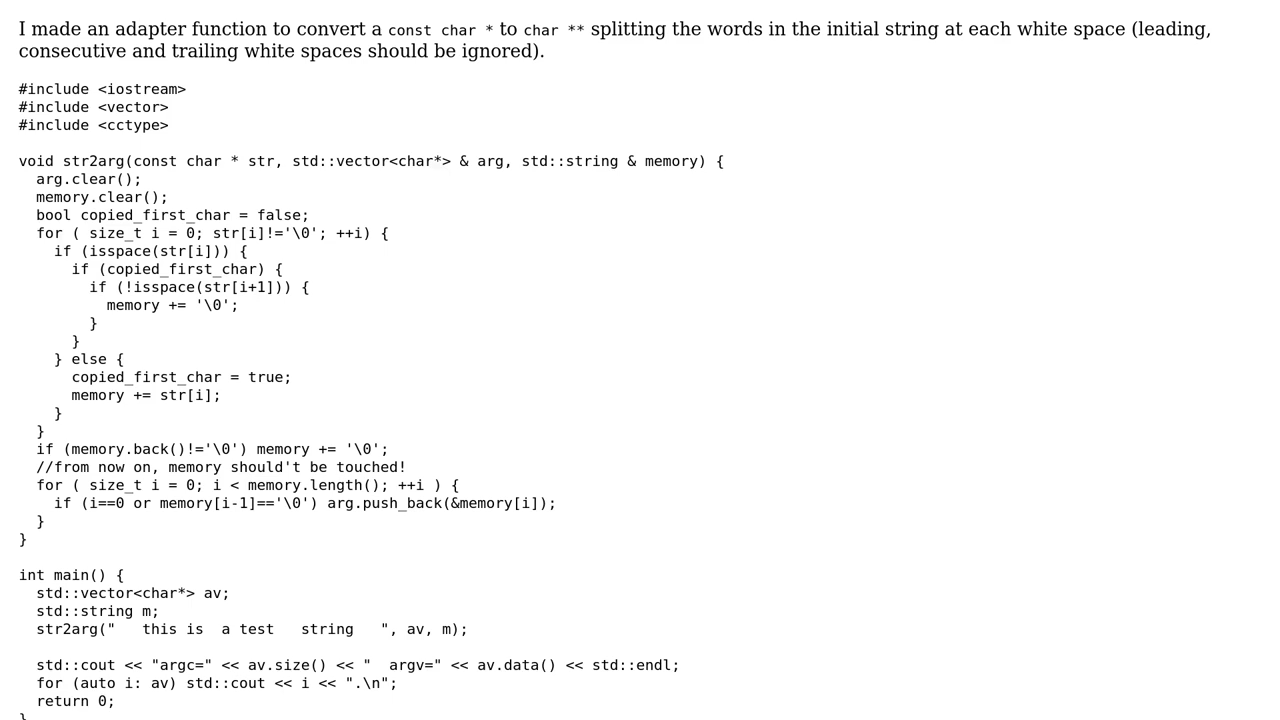 I made an adapter function to convert a const char * to char ** splitting the words in the initial string at each white space (leading,
consecutive and trailing white spaces should be ignored).
#include <iostream>
#include <vector>
#include <cctype>
void str2arg(const char * str, std::vector<char*> & arg, std::string & memory) {
  arg.clear();
  memory.clear();
  bool copied_first_char = false;
  for ( size_t i = 0; str[i]!='\0'; ++i) {
    if (isspace(str[i])) {
      if (copied_first_char) {
        if (!isspace(str[i+1])) {
          memory += '\0';
        }
      }
    } else {
      copied_first_char = true;
      memory += str[i];
    }
  }
  if (memory.back()!='\0') memory += '\0';
  //from now on, memory should't be touched!
  for ( size_t i = 0; i < memory.length(); ++i ) {
    if (i==0 or memory[i-1]=='\0') arg.push_back(&memory[i]);
  }
}
int main() {
  std::vector<char*> av;
  std::string m;
  str2arg("   this is  a test   string   ", av, m);
  std::cout << "argc=" << av.size() << "  argv=" << av.data() << std::endl;
  for (auto i: av) std::cout << i << ".\n";
  return 0;
}